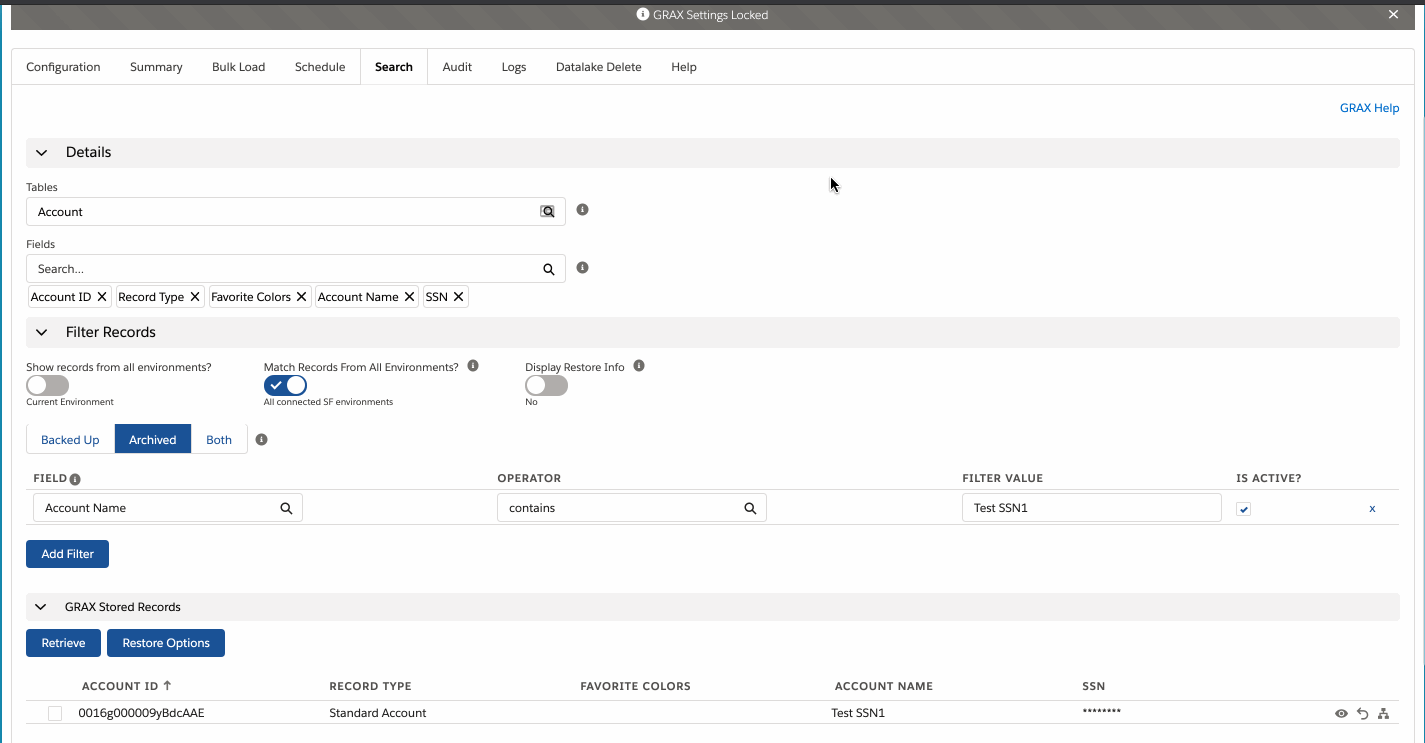 GRAX Settings Locked
Configuration Summary Bulk Load Schedule Search Audit Logs Datalake Delete Help
GRAX Help
Details
Tables
Account
Fields
Search...
Account ID Record Type Favorite Colors Account Name SSN
Filter Records
Show records from all environments? Match Records From All Environments? Display Restore Info
Current Environment All connected SF environments No
Backed Up Archived Both
FIELD OPERATOR FILTER VALUE IS ACTIVE?
Account Name contains Test SSN1 x
Add Filter
GRAX Stored Records
Retrieve Restore Options
ACCOUNT ID ↑ RECORD TYPE FAVORITE COLORS ACCOUNT NAME SSN
0016g000009yBdcAAE Standard Account Test SSN1 ********